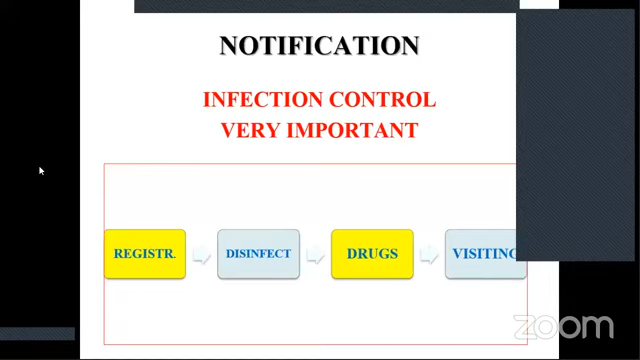 NOTIFICATION
INFECTION CONTROL
VERY IMPORTANT
REGISTR.
DISINFECT
DRUGS
VISITING
zoom